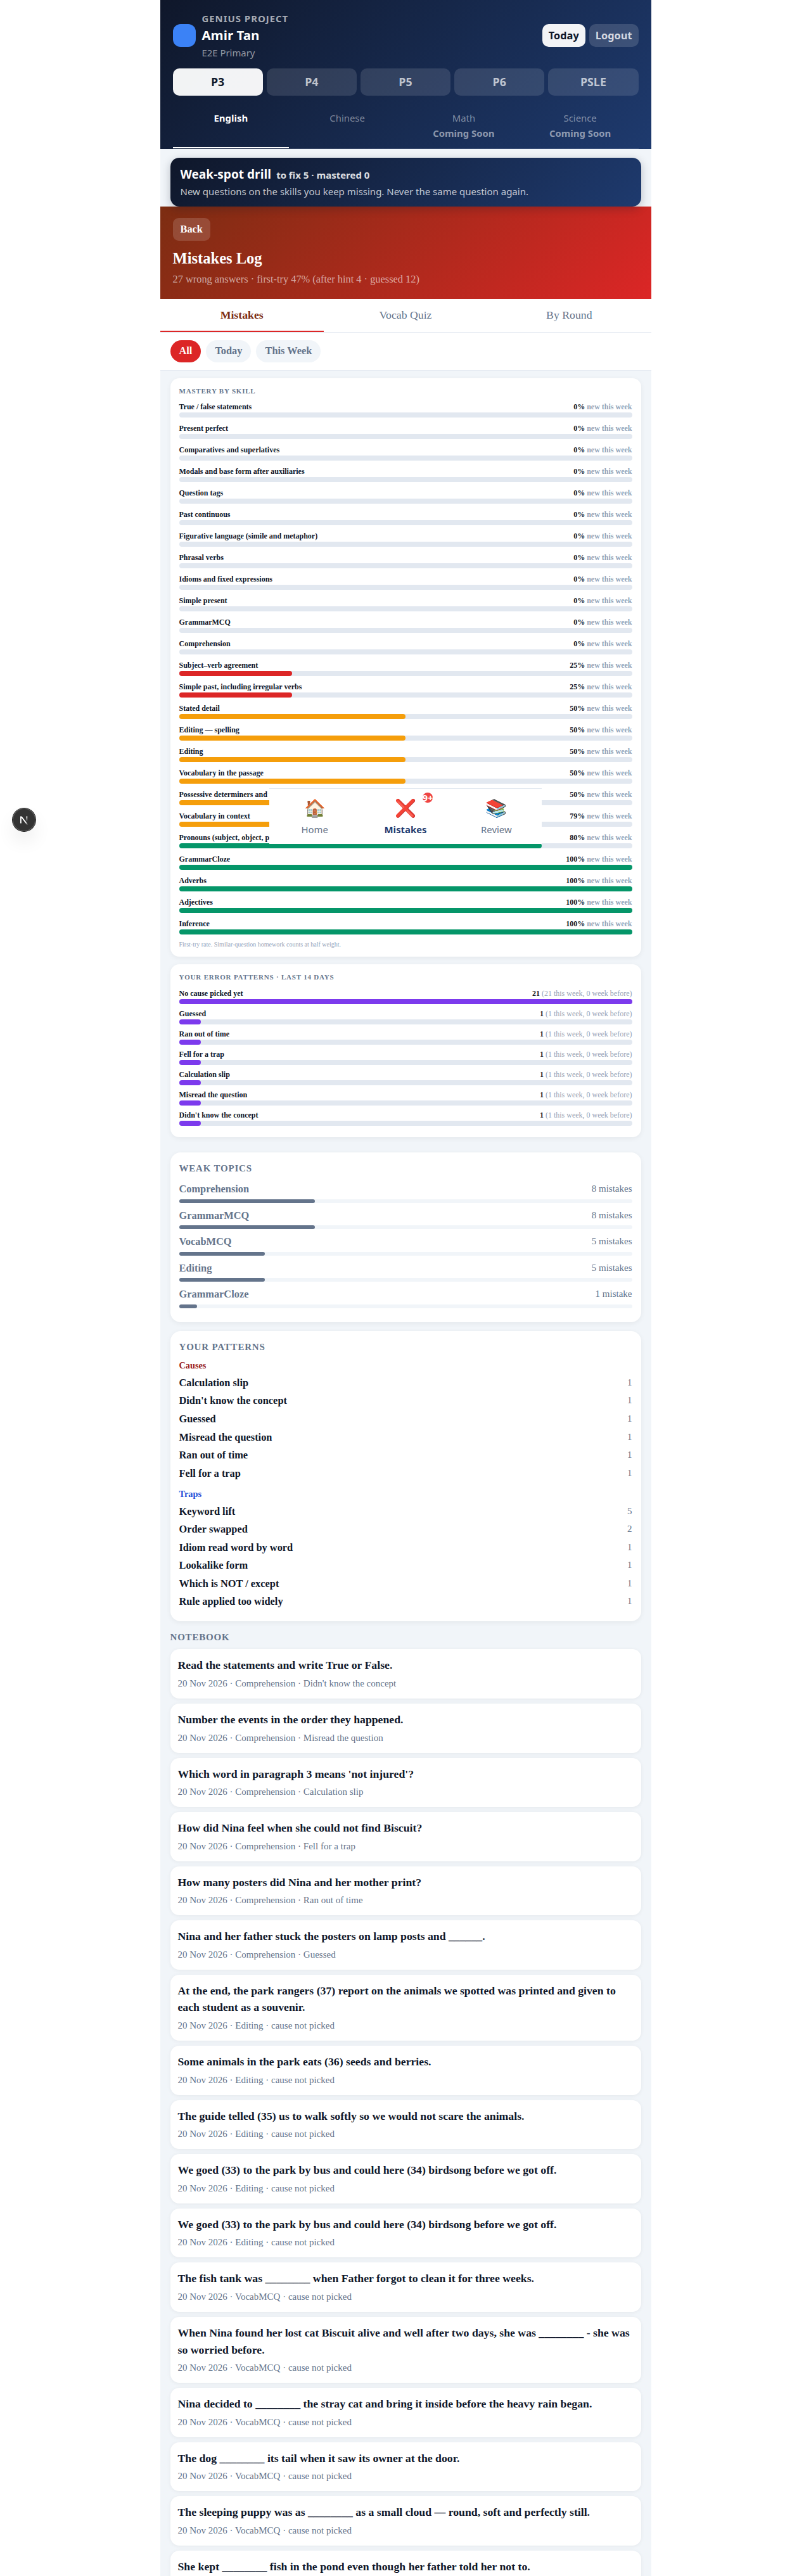 GENIUS PROJECT
Amir Tan
E2E Primary
Today
Logout
P3
P4
P5
P6
PSLE
English
Chinese
Math
Coming Soon
Science
Coming Soon
Weak-spot drill to fix 5 · mastered 0
New questions on the skills you keep missing. Never the same question again.
Back
Mistakes Log
27 wrong answers · first-try 47% (after hint 4 · guessed 12)
Mistakes
Vocab Quiz
By Round
All
Today
This Week
MASTERY BY SKILL
True / false statements 0% new this week
Present perfect 0% new this week
Comparatives and superlatives 0% new this week
Modals and base form after auxiliaries 0% new this week
Question tags 0% new this week
Past continuous 0% new this week
Figurative language (simile and metaphor) 0% new this week
Phrasal verbs 0% new this week
Idioms and fixed expressions 0% new this week
Simple present 0% new this week
GrammarMCQ 0% new this week
Comprehension 0% new this week
Subject–verb agreement 25% new this week
Simple past, including irregular verbs 25% new this week
Stated detail 50% new this week
Editing — spelling 50% new this week
Editing 50% new this week
Vocabulary in the passage 50% new this week
Possessive determiners and 50% new this week
Vocabulary in context 79% new this week
Pronouns (subject, object, p 80% new this week
Home
Mistakes
9+
Review
GrammarCloze 100% new this week
Adverbs 100% new this week
Adjectives 100% new this week
Inference 100% new this week
First-try rate. Similar-question homework counts at half weight.
YOUR ERROR PATTERNS · LAST 14 DAYS
No cause picked yet 21 (21 this week, 0 week before)
Guessed 1 (1 this week, 0 week before)
Ran out of time 1 (1 this week, 0 week before)
Fell for a trap 1 (1 this week, 0 week before)
Calculation slip 1 (1 this week, 0 week before)
Misread the question 1 (1 this week, 0 week before)
Didn't know the concept 1 (1 this week, 0 week before)
WEAK TOPICS
Comprehension 8 mistakes
GrammarMCQ 8 mistakes
VocabMCQ 5 mistakes
Editing 5 mistakes
GrammarCloze 1 mistake
YOUR PATTERNS
Causes
Calculation slip 1
Didn't know the concept 1
Guessed 1
Misread the question 1
Ran out of time 1
Fell for a trap 1
Traps
Keyword lift 5
Order swapped 2
Idiom read word by word 1
Lookalike form 1
Which is NOT / except 1
Rule applied too widely 1
NOTEBOOK
Read the statements and write True or False.
20 Nov 2026 · Comprehension · Didn't know the concept
Number the events in the order they happened.
20 Nov 2026 · Comprehension · Misread the question
Which word in paragraph 3 means 'not injured'?
20 Nov 2026 · Comprehension · Calculation slip
How did Nina feel when she could not find Biscuit?
20 Nov 2026 · Comprehension · Fell for a trap
How many posters did Nina and her mother print?
20 Nov 2026 · Comprehension · Ran out of time
Nina and her father stuck the posters on lamp posts and ______.
20 Nov 2026 · Comprehension · Guessed
At the end, the park rangers (37) report on the animals we spotted was printed and given to
each student as a souvenir.
20 Nov 2026 · Editing · cause not picked
Some animals in the park eats (36) seeds and berries.
20 Nov 2026 · Editing · cause not picked
The guide telled (35) us to walk softly so we would not scare the animals.
20 Nov 2026 · Editing · cause not picked
We goed (33) to the park by bus and could here (34) birdsong before we got off.
20 Nov 2026 · Editing · cause not picked
We goed (33) to the park by bus and could here (34) birdsong before we got off.
20 Nov 2026 · Editing · cause not picked
The fish tank was ________ when Father forgot to clean it for three weeks.
20 Nov 2026 · VocabMCQ · cause not picked
When Nina found her lost cat Biscuit alive and well after two days, she was ________ - she was
so worried before.
20 Nov 2026 · VocabMCQ · cause not picked
Nina decided to ________ the stray cat and bring it inside before the heavy rain began.
20 Nov 2026 · VocabMCQ · cause not picked
The dog ________ its tail when it saw its owner at the door.
20 Nov 2026 · VocabMCQ · cause not picked
The sleeping puppy was as ________ as a small cloud — round, soft and perfectly still.
20 Nov 2026 · VocabMCQ · cause not picked
She kept ________ fish in the pond even though her father told her not to.